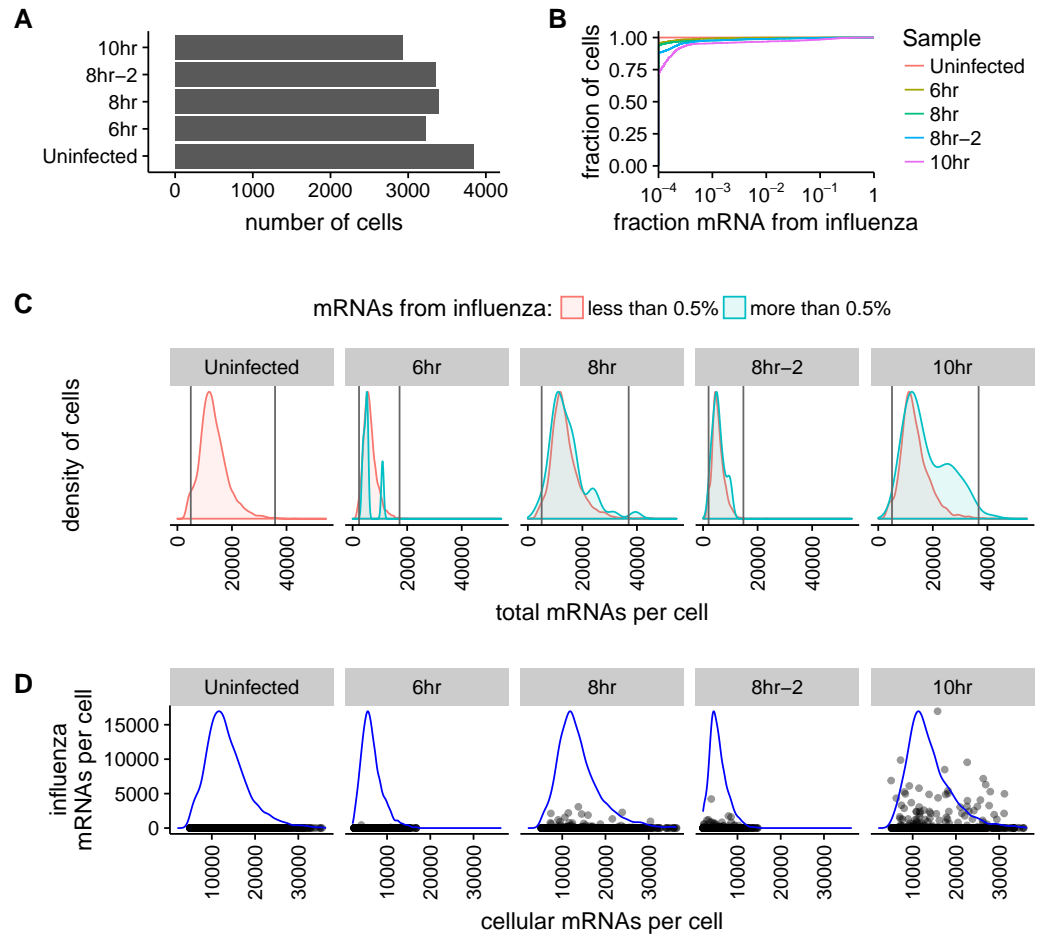 A
10hr
8hr−2
8hr
6hr
Uninfected
0 1000 2000 3000 4000
number of cells
B
fraction of cells
1.00
0.75
0.50
0.25
0.00
10−4 10−3 10−2 10−1 1
fraction mRNA from influenza
Sample
Uninfected
6hr
8hr
8hr−2
10hr
C
mRNAs from influenza: less than 0.5% more than 0.5%
Uninfected 6hr 8hr 8hr−2 10hr
density of cells
0 20000 40000 0 20000 40000 0 20000 40000 0 20000 40000 0 20000 40000
total mRNAs per cell
D
Uninfected 6hr 8hr 8hr−2 10hr
influenza
mRNAs per cell
15000
10000
5000
0
10000 20000 30000 10000 20000 30000 10000 20000 30000 10000 20000 30000 10000 20000 30000
cellular mRNAs per cell